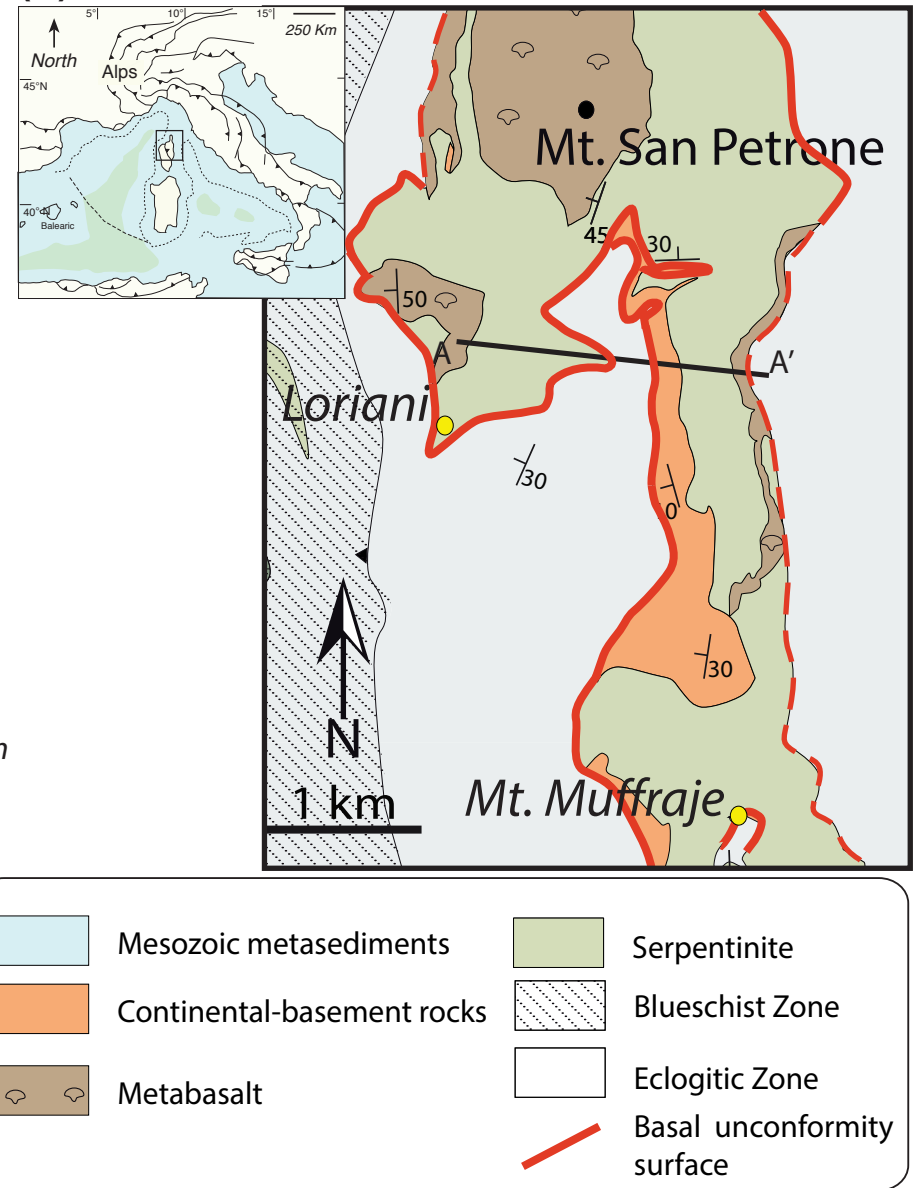 5°
10°
15°
250 Km
North
Alps
45°N
40°N
Balearic
Mt. San Petrone
45
30
50
A
A'
Loriani
30
0
30
N
1 km
Mt. Muffraje
Mesozoic metasediments
Serpentinite
Continental-basement rocks
Blueschist Zone
Metabasalt
Eclogitic Zone
Basal unconformity
surface